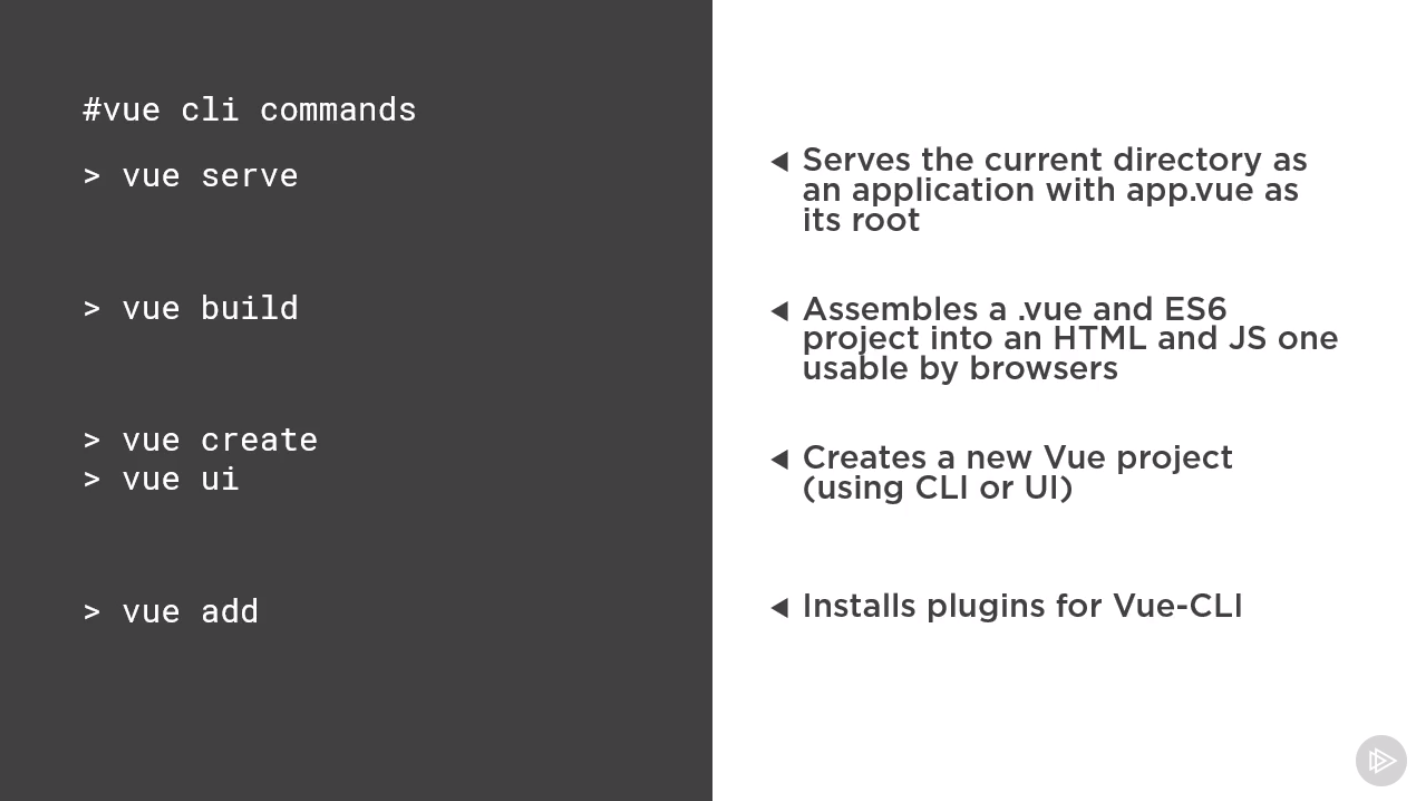 #vue cli commands
> vue serve
◀ Serves the current directory as
an application with app.vue as
its root
> vue build
◀ Assembles a .vue and ES6
project into an HTML and JS one
usable by browsers
> vue create
> vue ui
◀ Creates a new Vue project
(using CLI or UI)
> vue add
◀ Installs plugins for Vue-CLI